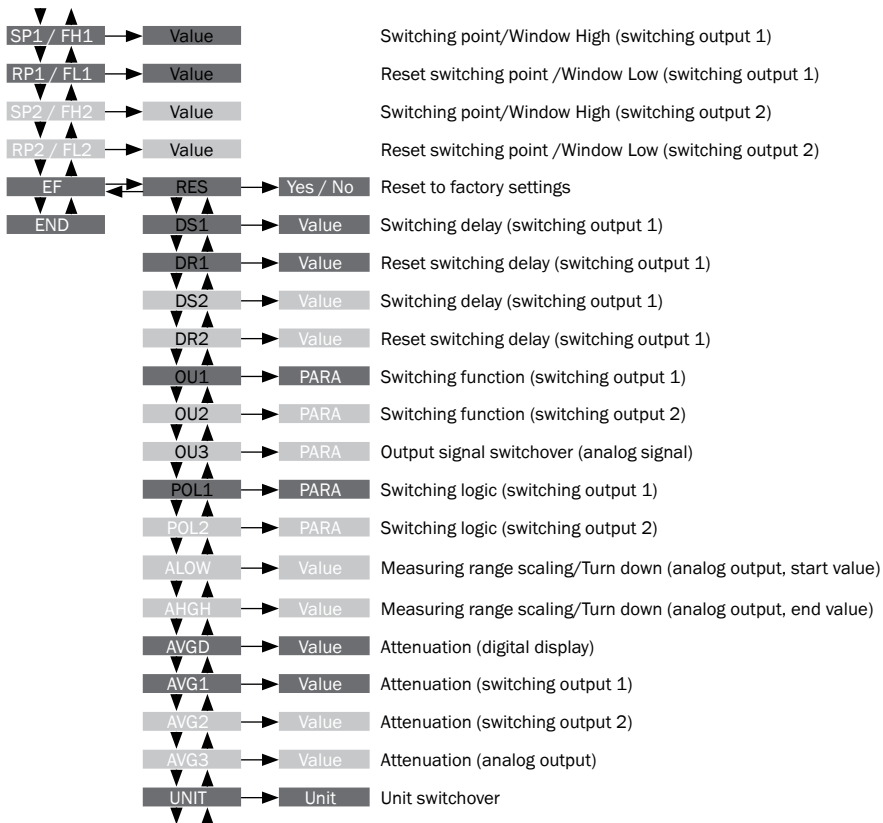 SP1 / FH1 Value Switching point/Window High (switching output 1)
RP1 / FL1 Value Reset switching point /Window Low (switching output 1)
SP2 / FH2 Value Switching point/Window High (switching output 2)
RP2 / FL2 Value Reset switching point /Window Low (switching output 2)
EF RES Yes / No Reset to factory settings
END DS1 Value Switching delay (switching output 1)
DR1 Value Reset switching delay (switching output 1)
DS2 Value Switching delay (switching output 1)
DR2 Value Reset switching delay (switching output 1)
OU1 PARA Switching function (switching output 1)
OU2 PARA Switching function (switching output 2)
OU3 PARA Output signal switchover (analog signal)
POL1 PARA Switching logic (switching output 1)
POL2 PARA Switching logic (switching output 2)
ALOW Value Measuring range scaling/Turn down (analog output, start value)
AHGH Value Measuring range scaling/Turn down (analog output, end value)
AVGD Value Attenuation (digital display)
AVG1 Value Attenuation (switching output 1)
AVG2 Value Attenuation (switching output 2)
AVG3 Value Attenuation (analog output)
UNIT Unit Unit switchover